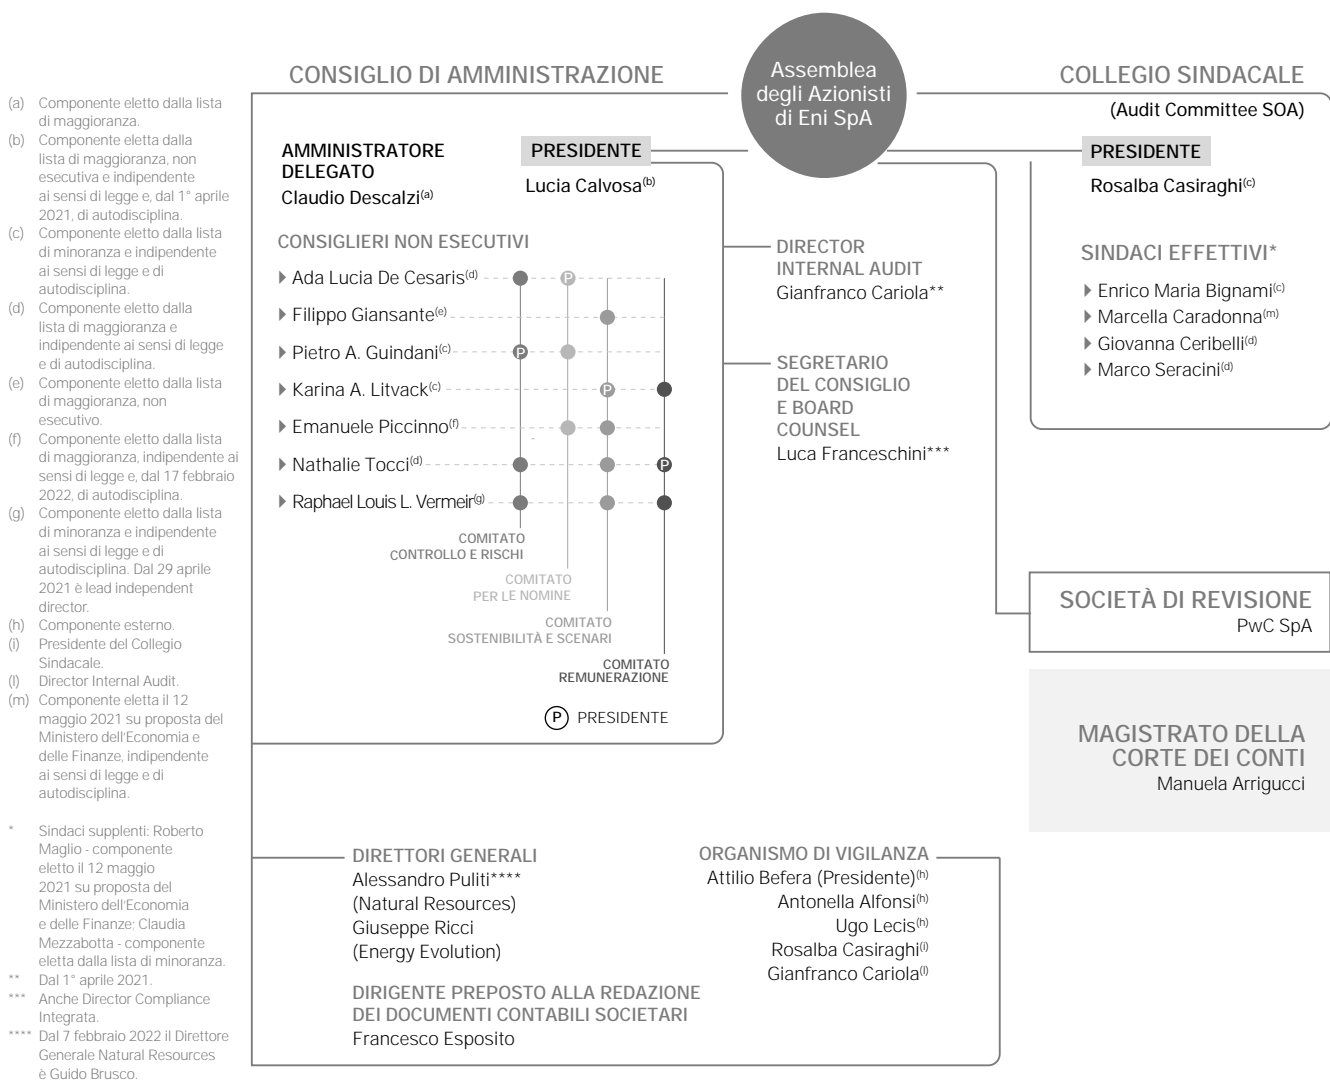 Assemblea
degli Azionisti
di Eni SpA
CONSIGLIO DI AMMINISTRAZIONE
AMMINISTRATORE
DELEGATO
Claudio Descalzi(a)
PRESIDENTE
Lucia Calvosa(b)
CONSIGLIERI NON ESECUTIVI
Ada Lucia De Cesaris(d)
P
Filippo Giansante(e)
Pietro A. Guindani(c)
P
Karina A. Litvack(c)
P
Emanuele Piccinno(f)
Nathalie Tocci(d)
P
Raphael Louis L. Vermeir(g)
COMITATO
CONTROLLO E RISCHI
COMITATO
PER LE NOMINE
COMITATO
SOSTENIBILITÀ E SCENARI
COMITATO
REMUNERAZIONE
P PRESIDENTE
DIRECTOR
INTERNAL AUDIT
Gianfranco Cariola**
SEGRETARIO
DEL CONSIGLIO
E BOARD
COUNSEL
Luca Franceschini***
COLLEGIO SINDACALE
(Audit Committee SOA)
PRESIDENTE
Rosalba Casiraghi(c)
SINDACI EFFETTIVI*
Enrico Maria Bignami(c)
Marcella Caradonna(m)
Giovanna Ceribelli(d)
Marco Seracini(d)
SOCIETÀ DI REVISIONE
PwC SpA
MAGISTRATO DELLA
CORTE DEI CONTI
Manuela Arrigucci
DIRETTORI GENERALI
Alessandro Puliti****
(Natural Resources)
Giuseppe Ricci
(Energy Evolution)
DIRIGENTE PREPOSTO ALLA REDAZIONE
DEI DOCUMENTI CONTABILI SOCIETARI
Francesco Esposito
ORGANISMO DI VIGILANZA
Attilio Befera (Presidente)(h)
Antonella Alfonsi(h)
Ugo Lecis(h)
Rosalba Casiraghi(i)
Gianfranco Cariola(l)
(a) Componente eletto dalla lista
di maggioranza.
(b) Componente eletta dalla
lista di maggioranza, non
esecutiva e indipendente
ai sensi di legge e, dal 1° aprile
2021, di autodisciplina.
(c) Componente eletto dalla lista
di minoranza e indipendente
ai sensi di legge e di
autodisciplina.
(d) Componente eletto dalla
lista di maggioranza e
indipendente ai sensi di legge
e di autodisciplina.
(e) Componente eletto dalla lista
di maggioranza, non
esecutivo.
(f) Componente eletto dalla lista
di maggioranza, indipendente ai
sensi di legge e, dal 17 febbraio
2022, di autodisciplina.
(g) Componente eletto dalla lista
di minoranza e indipendente
ai sensi di legge e di
autodisciplina. Dal 29 aprile
2021 è lead independent
director.
(h) Componente esterno.
(i) Presidente del Collegio
Sindacale.
(l) Director Internal Audit.
(m) Componente eletta il 12
maggio 2021 su proposta del
Ministero dell'Economia e
delle Finanze, indipendente
ai sensi di legge e di
autodisciplina.
* Sindaci supplenti: Roberto
Maglio - componente
eletto il 12 maggio
2021 su proposta del
Ministero dell'Economia
e delle Finanze; Claudia
Mezzabotta - componente
eletta dalla lista di minoranza.
** Dal 1° aprile 2021.
*** Anche Director Compliance
Integrata.
**** Dal 7 febbraio 2022 il Direttore
Generale Natural Resources
è Guido Brusco.